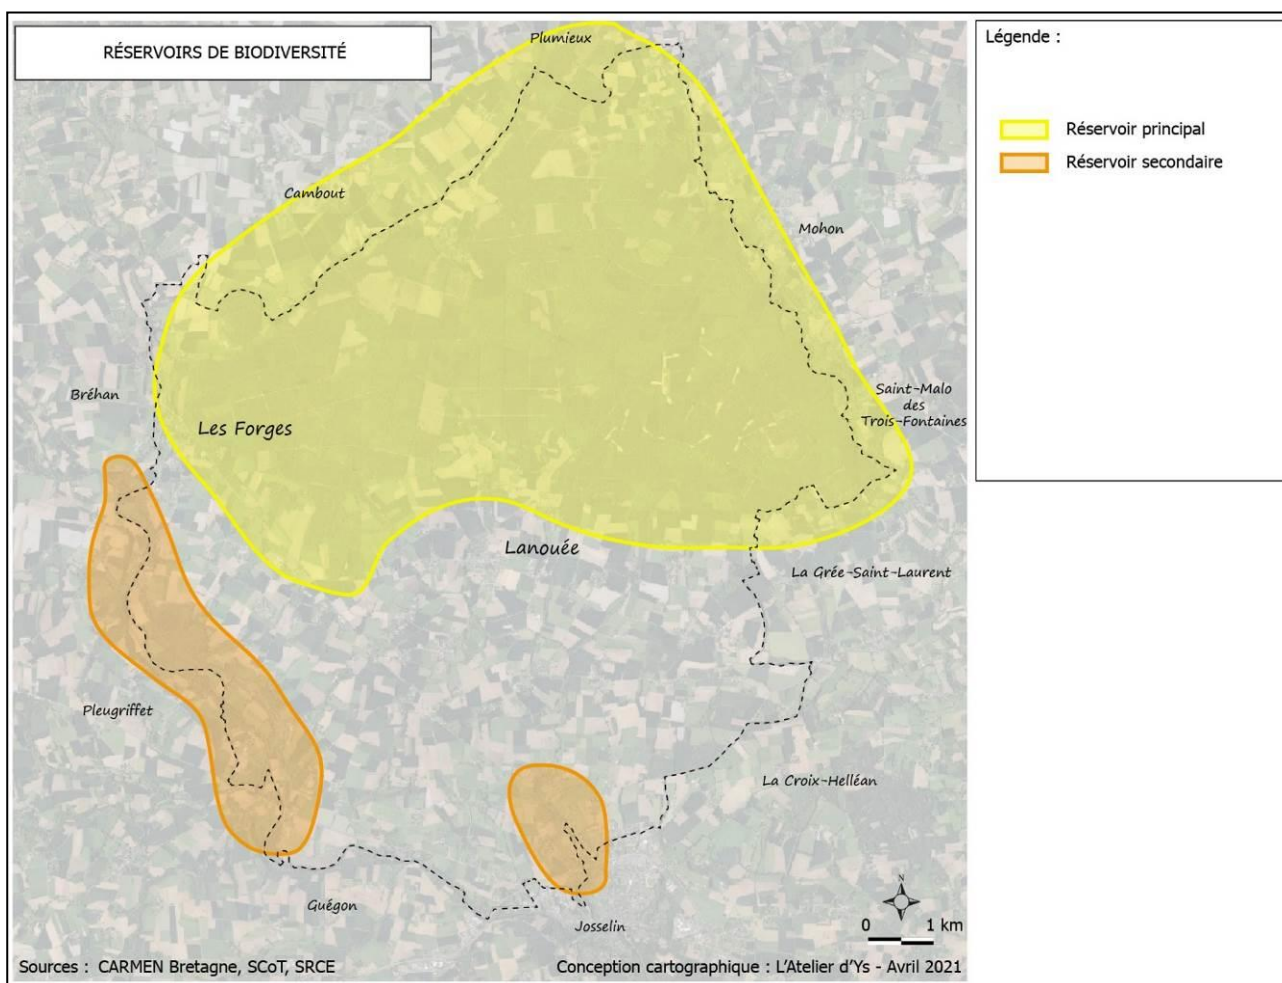 RÉSERVOIRS DE BIODIVERSITÉ
Légende :
Réservoir principal
Réservoir secondaire
Plumieux
Cambout
Mohon
Bréhan
Saint-Malo
des
Trois-Fontaines
Les Forges
Lanouée
La Grée-Saint-Laurent
Pleugriffet
La Croix-Helléan
Guégon
Josselin
N
0 1 km
Sources : CARMEN Bretagne, SCoT, SRCE
Conception cartographique : L'Atelier d'Ys - Avril 2021